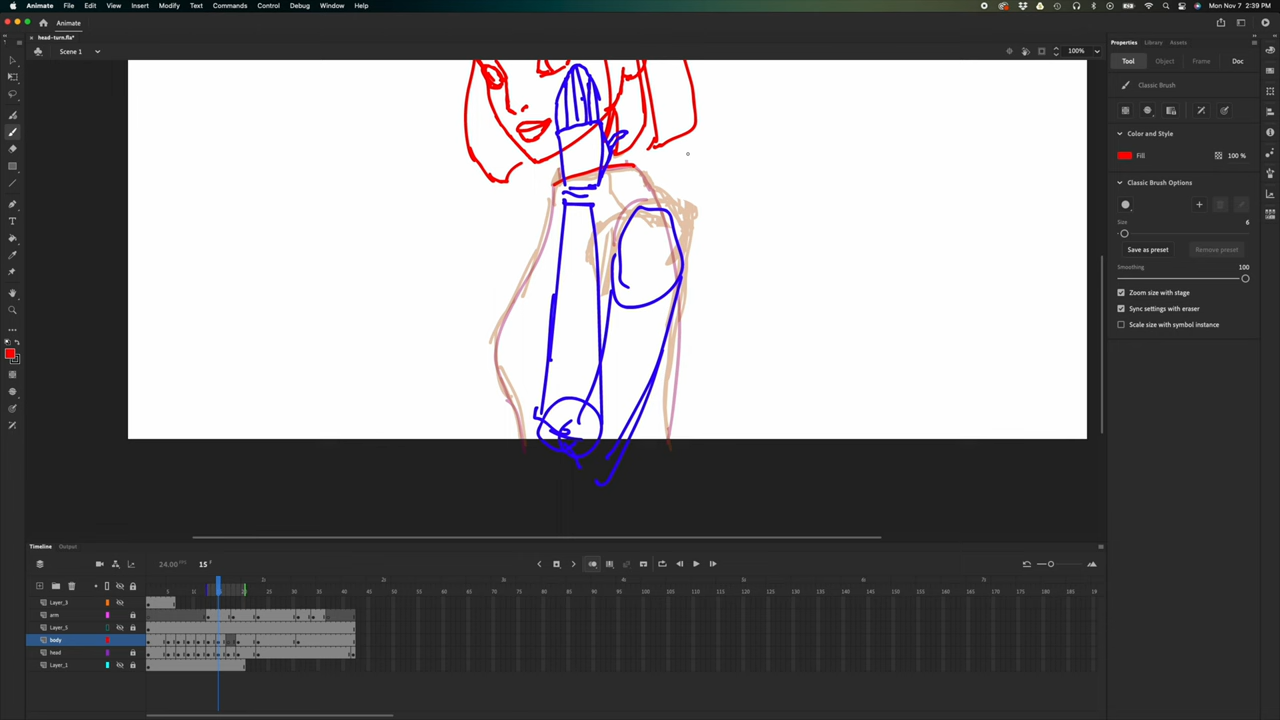 Animate File Edit View Insert Modify Text Commands Control Debug Window Help
Mon Nov 7 2:39 PM
Animate
head-turn.fla*
Scene 1
100%
Properties Library Assets
Tool Object Frame Doc
Classic Brush
Color and Style
Fill 100 %
Classic Brush Options
Size 6
Save as preset Remove preset
Smoothing 100
Zoom size with stage
Sync settings with eraser
Scale size with symbol instance
Timeline Output
24.00 FPS 15 F
Layer_3
arm
Layer_5
body
head
Layer_1